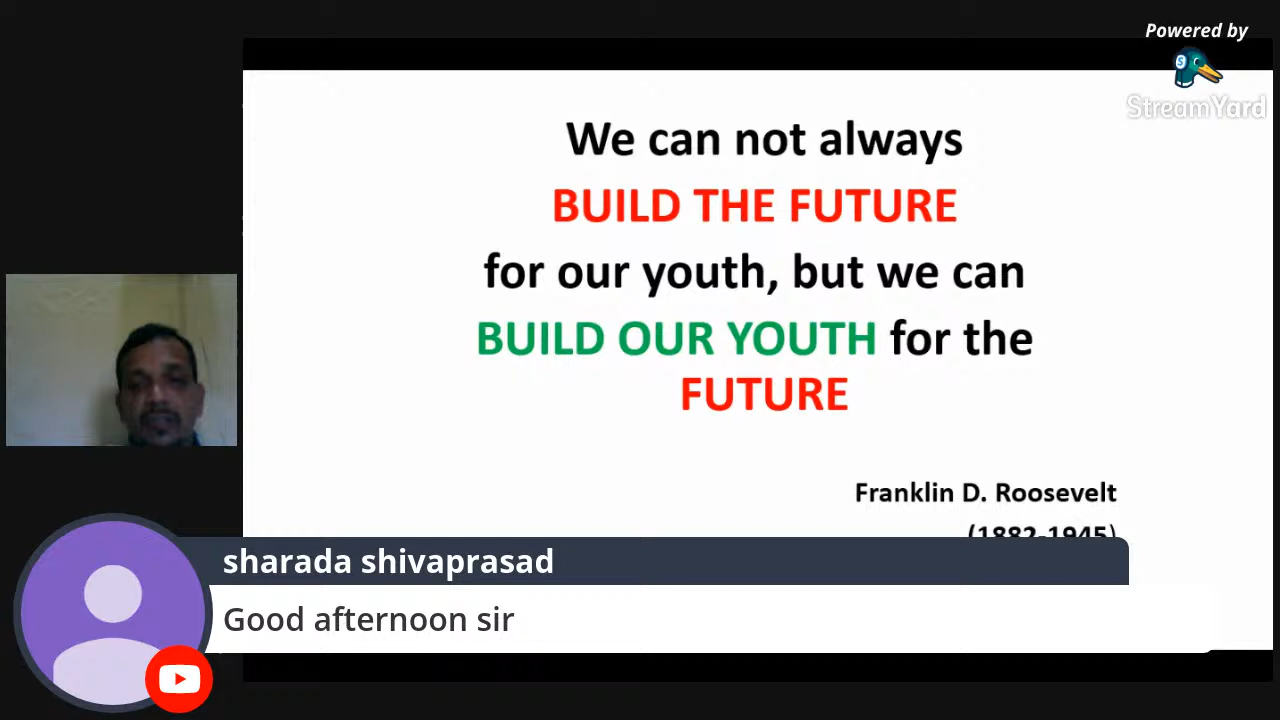 Powered by
StreamYard
We can not always
BUILD THE FUTURE
for our youth, but we can
BUILD OUR YOUTH for the
FUTURE
Franklin D. Roosevelt
(1882-1945)
sharada shivaprasad
Good afternoon sir